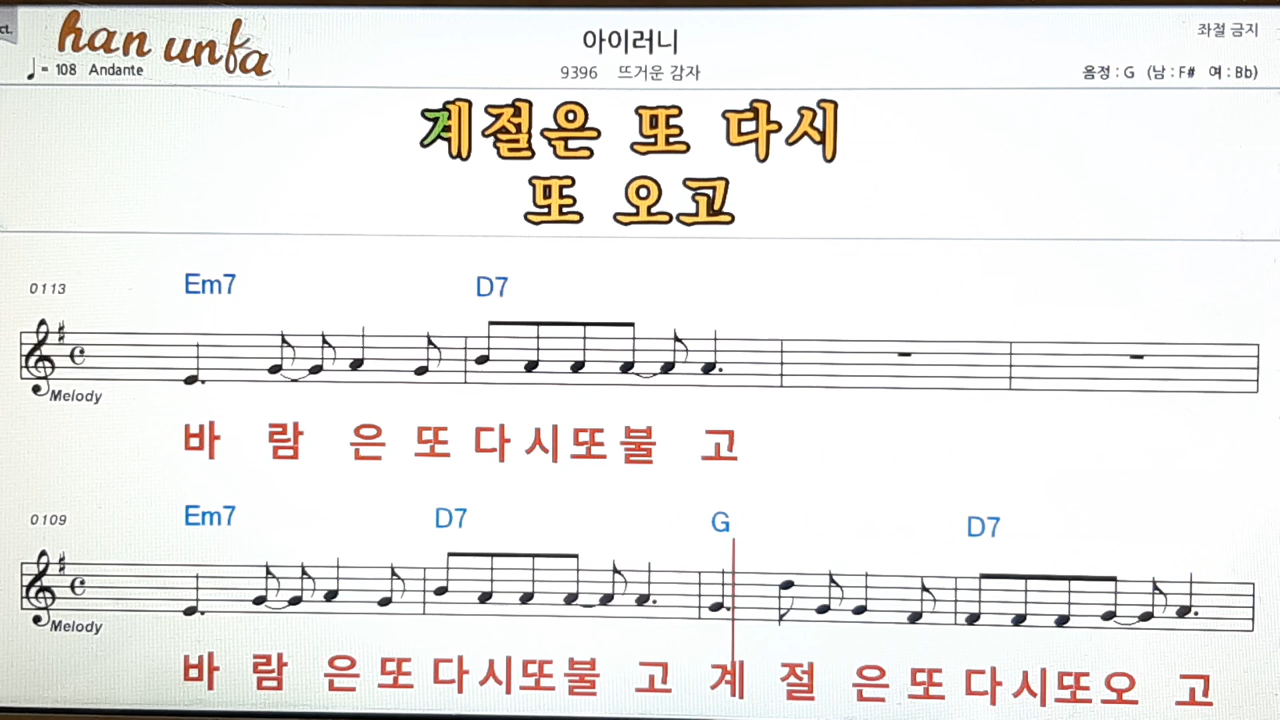 ct.
han unfa
♩= 108 Andante
아이러니
9396 뜨거운 감자
좌절 금지
음정 : G (남 : F# 여 : Bb)
계절은 또 다시
또 오고
0113
Em7 D7
Melody
바 람 은 또 다 시 또 불 고
0109
Em7 D7 G D7
Melody
바 람 은 또 다 시 또 불 고 계 절 은 또 다 시 또 오 고